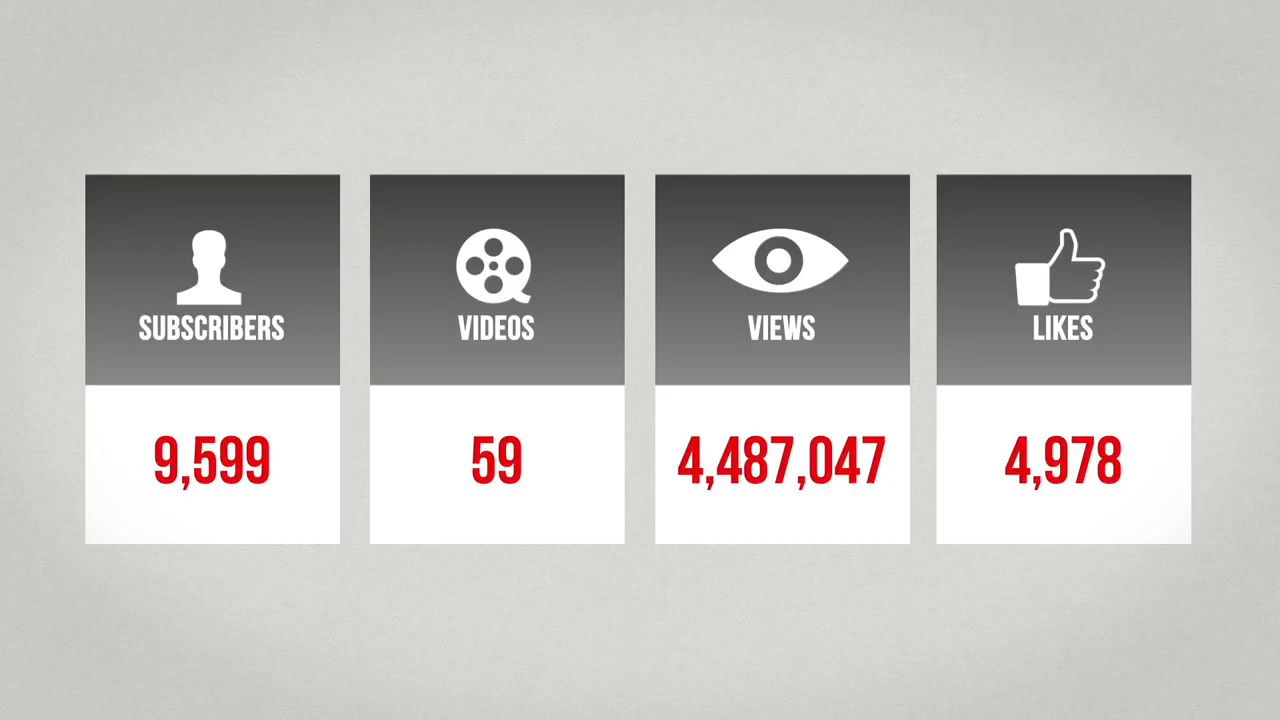 SUBSCRIBERS
9,599
VIDEOS
59
VIEWS
4,487,047
LIKES
4,978